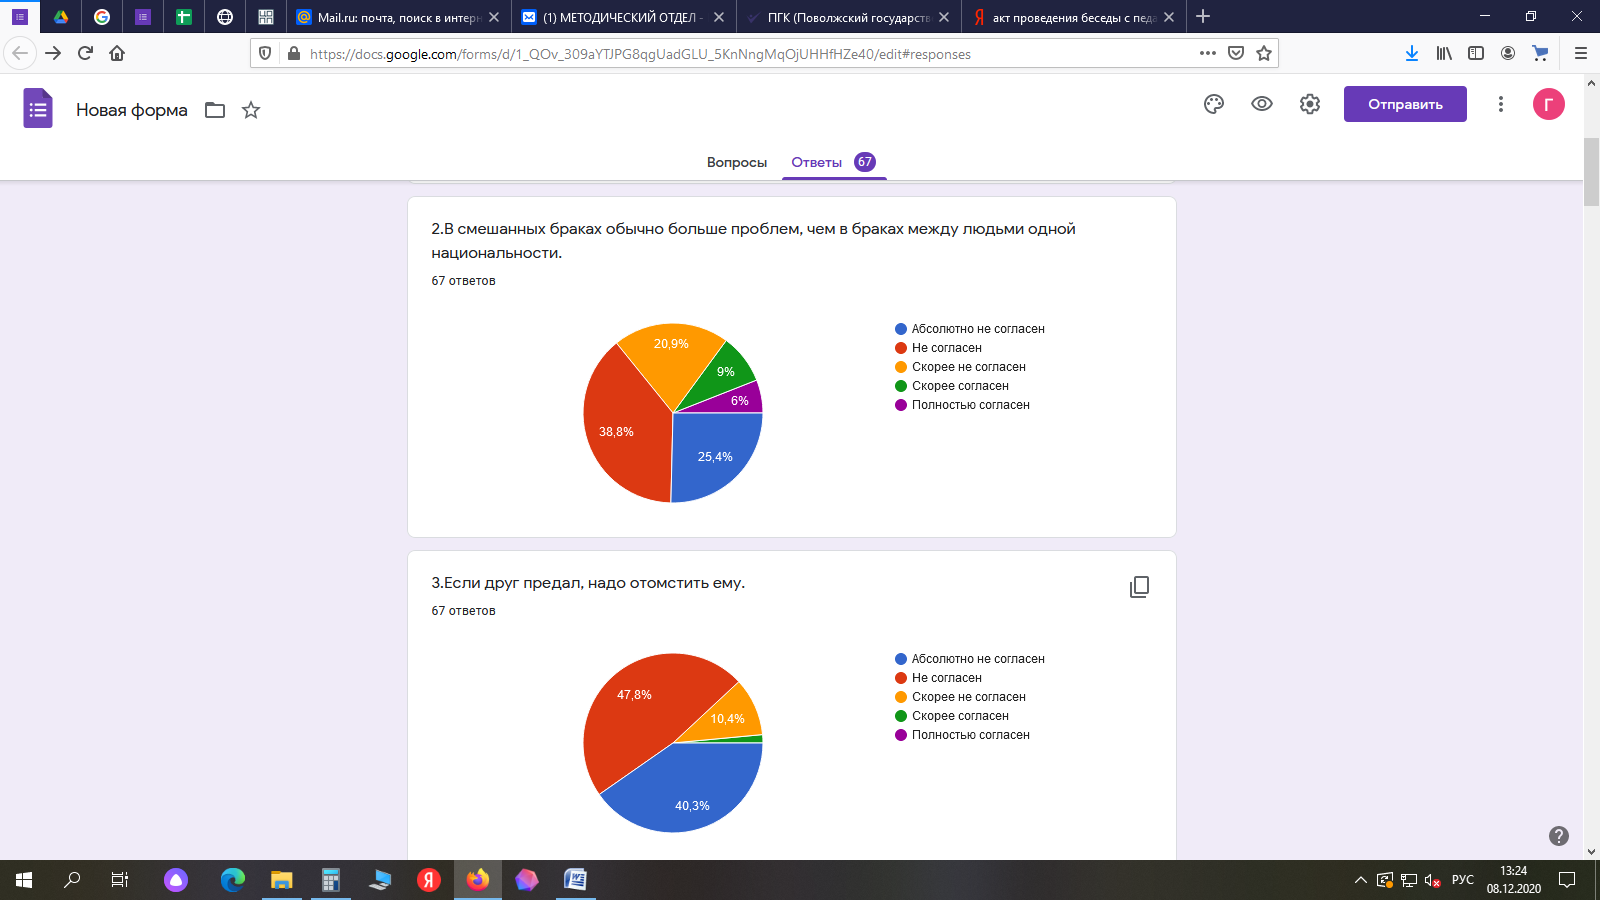 Mail.ru: почта, поиск в интерн
(1) МЕТОДИЧЕСКИЙ ОТДЕЛ -
ПГК (Поволжский государств
Я акт проведения беседы с педа
https://docs.google.com/forms/d/1_QOv_309aYTJPG8qgUadGLU_5KnNngMqOjUHHfHZe40/edit#responses
Новая форма
Отправить
Г
Вопросы
Ответы 67
2.В смешанных браках обычно больше проблем, чем в браках между людьми одной
национальности.
67 ответов
20,9%
9%
6%
38,8%
25,4%
Абсолютно не согласен
Не согласен
Скорее не согласен
Скорее согласен
Полностью согласен
3.Если друг предал, надо отомстить ему.
67 ответов
47,8%
10,4%
40,3%
Абсолютно не согласен
Не согласен
Скорее не согласен
Скорее согласен
Полностью согласен
Я
РУС
13:24
08.12.2020